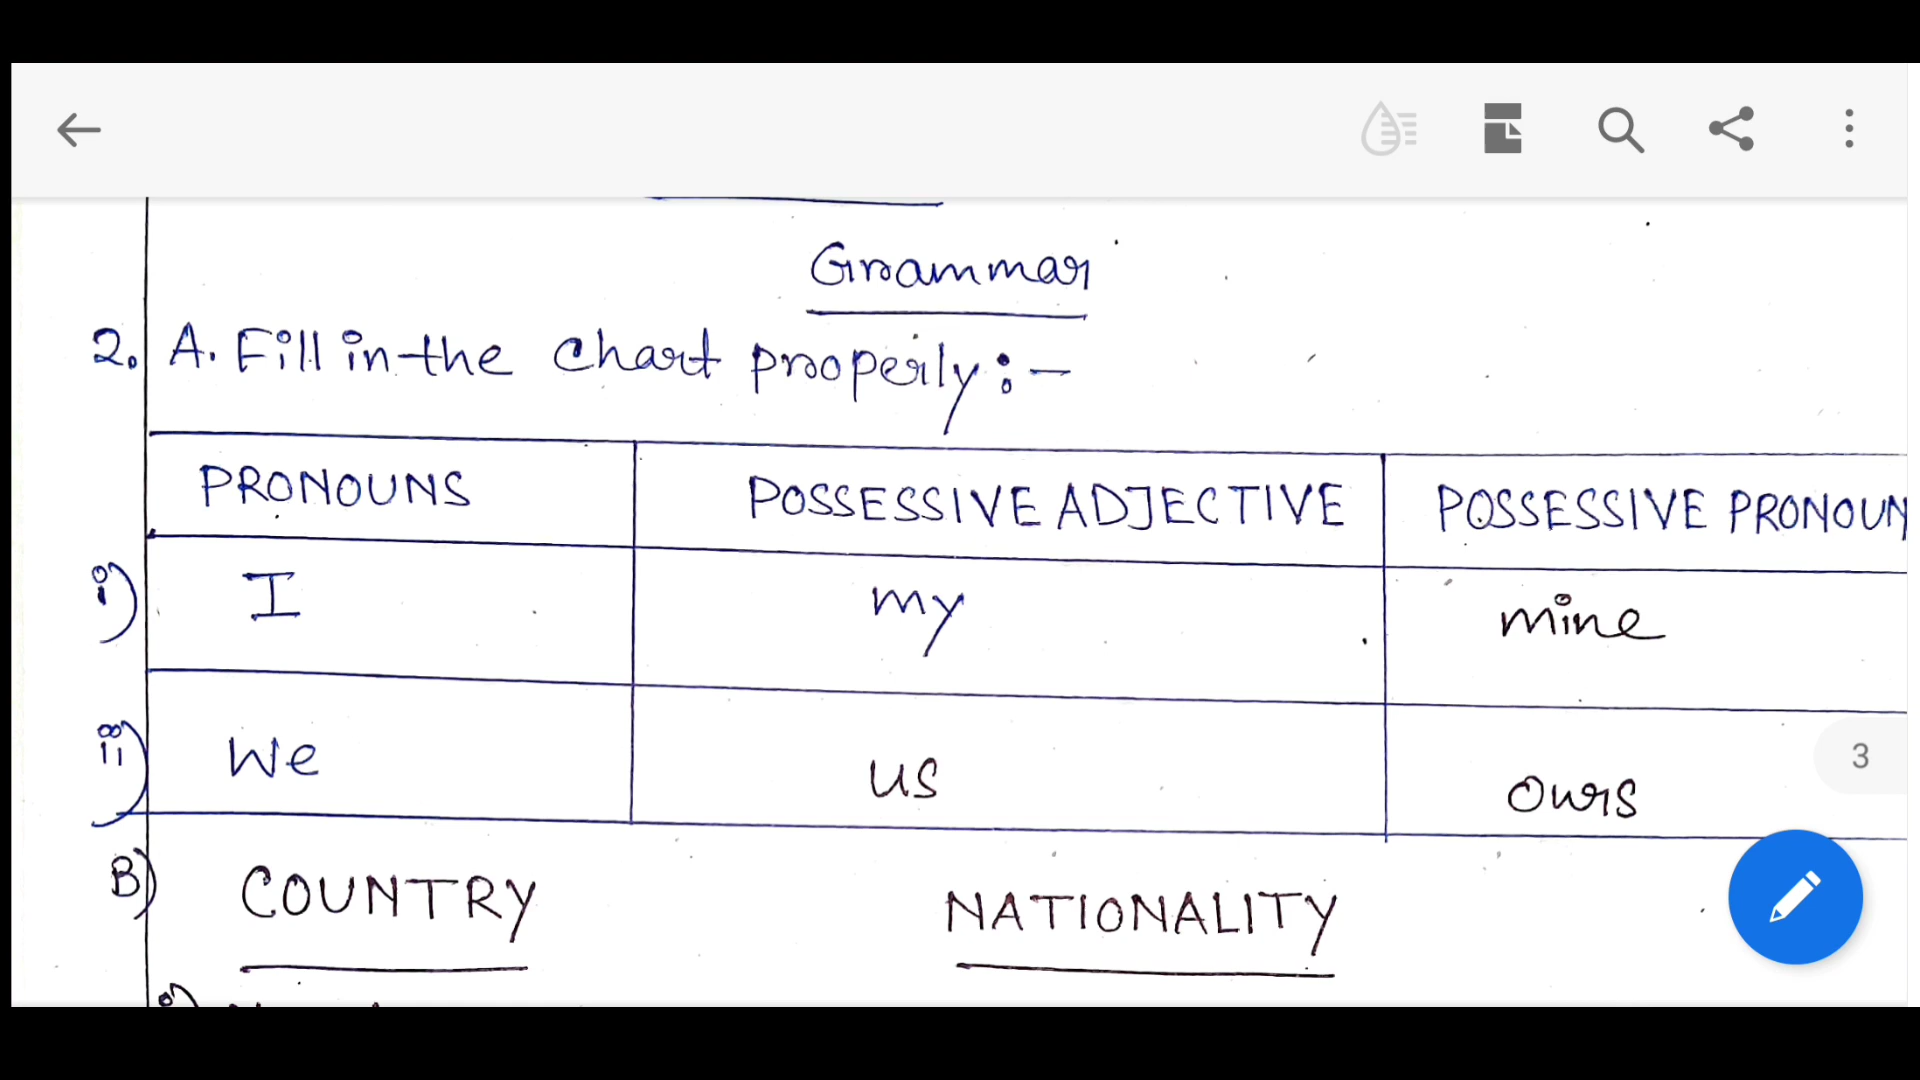 Grammar
2. A. Fill in the chart properly :-
PRONOUNS POSSESSIVE ADJECTIVE POSSESSIVE PRONOUN
i) I my mine
ii) We us ours
3
B) COUNTRY NATIONALITY